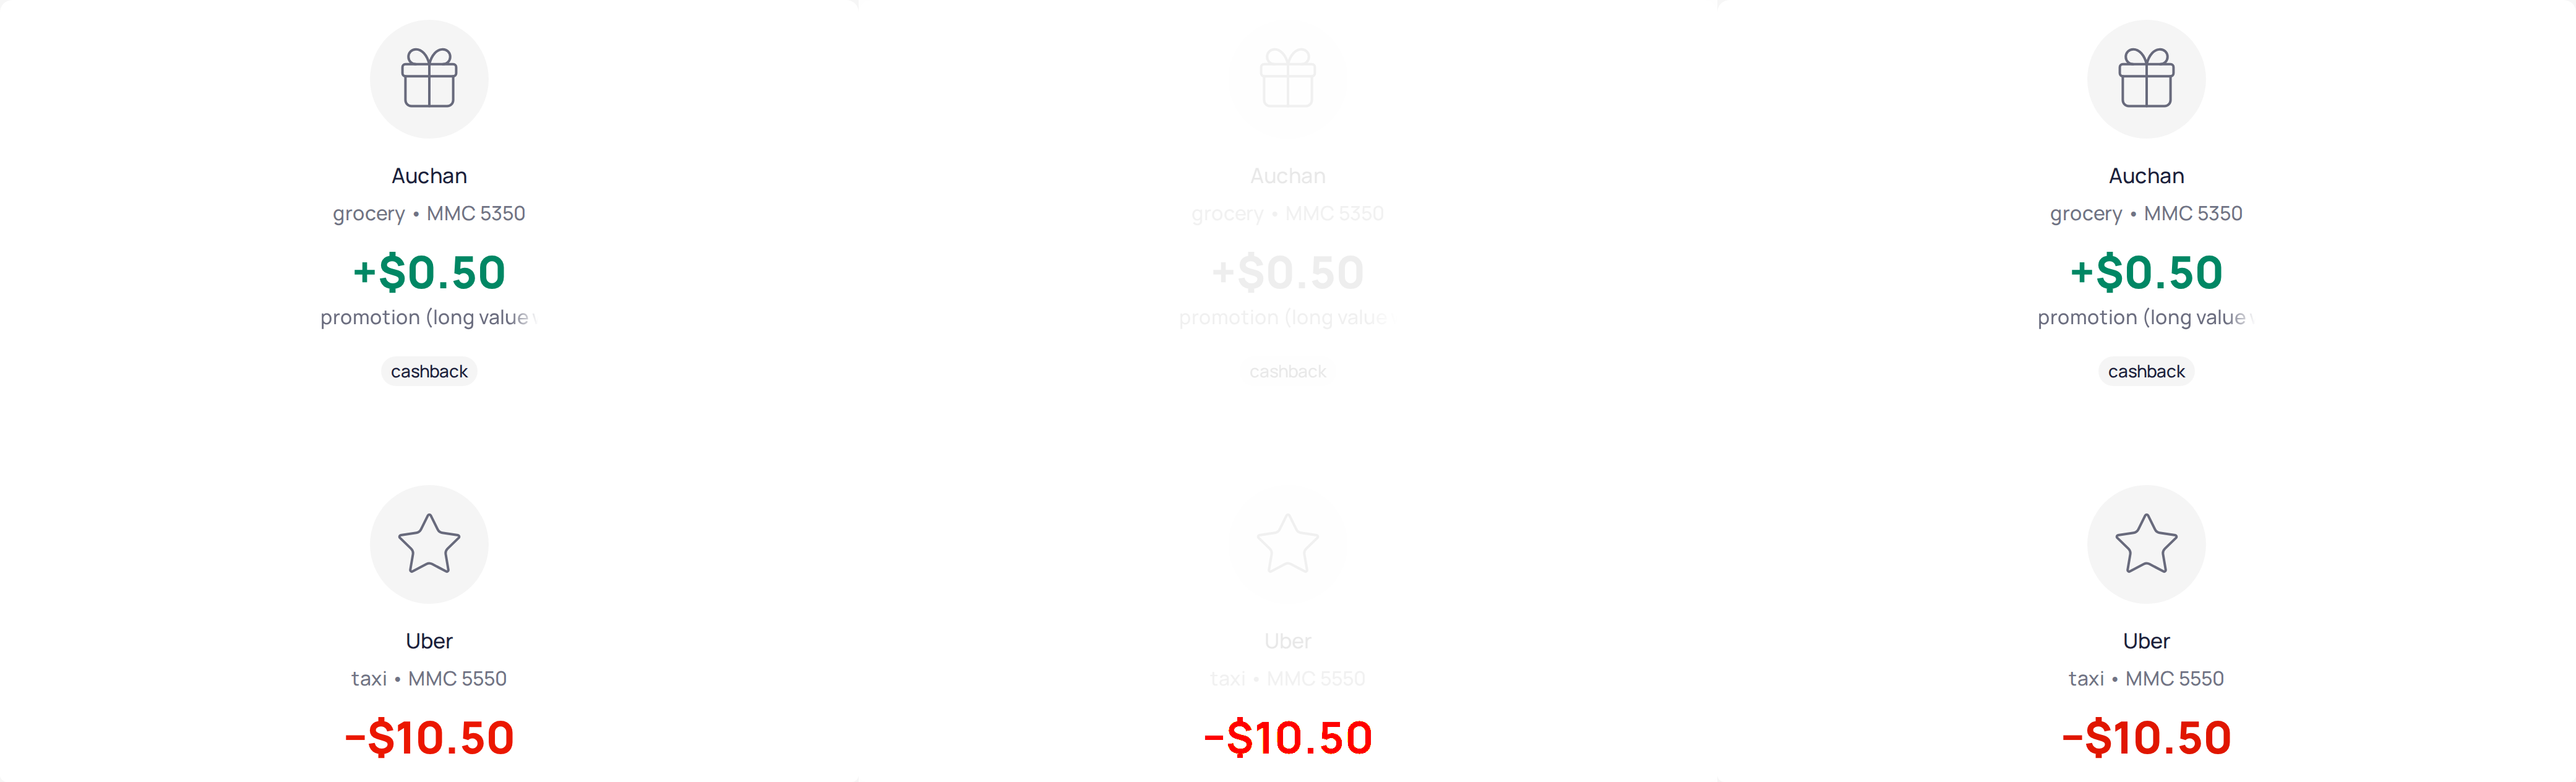 Auchan
grocery • MMC 5350
+$0.50
promotion (long value
cashback
Uber
taxi • MMC 5550
−$10.50
Auchan
grocery • MMC 5350
+$0.50
promotion (long value
cashback
Uber
taxi • MMC 5550
−$10.50
Auchan
grocery • MMC 5350
+$0.50
promotion (long value
cashback
Uber
taxi • MMC 5550
−$10.50